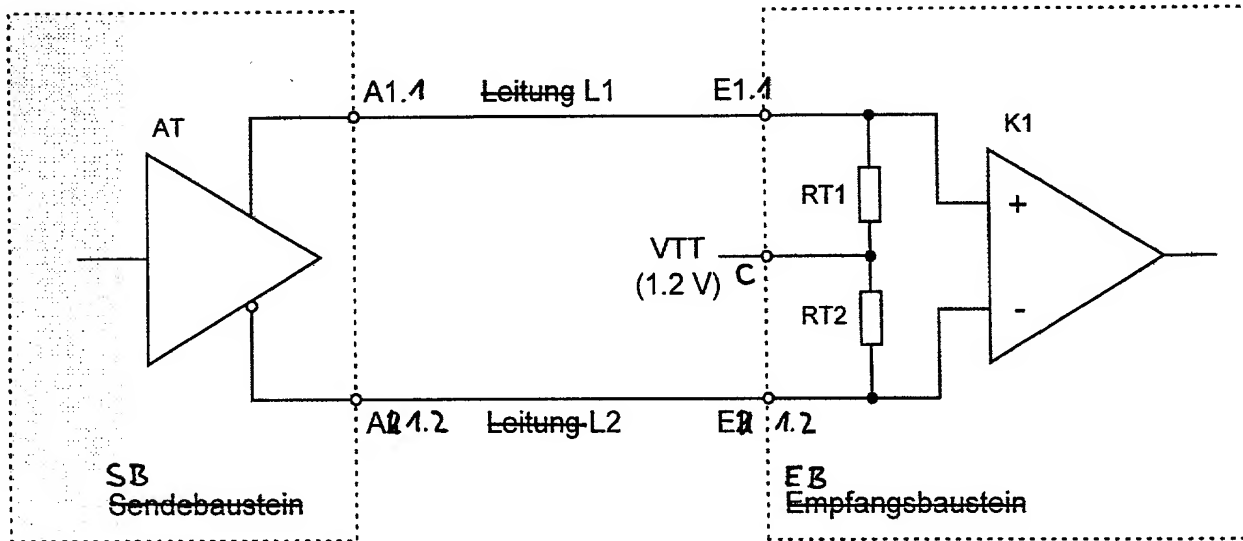 A1.1 Leitung L1 E1.1
AT
K1
RT1
+
VTT
(1.2 V) C
RT2
-
A1.2 Leitung L2 E1.2
SB
Sendebaustein
EB
Empfangsbaustein